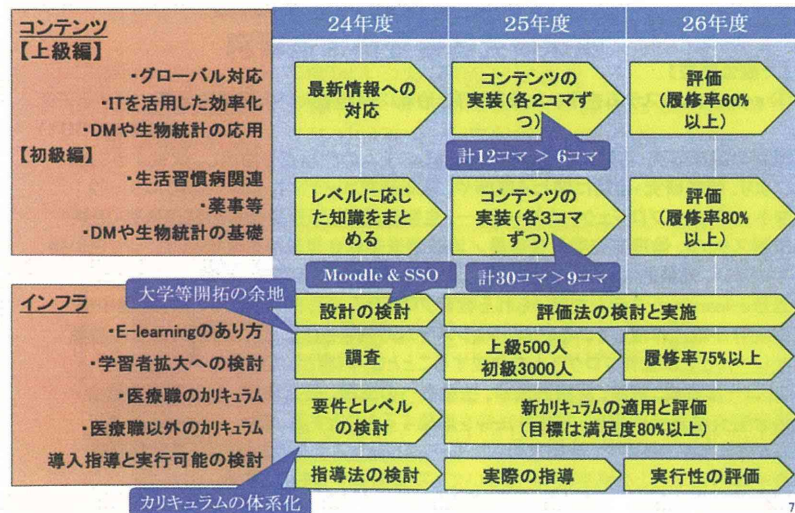 24年度
25年度
26年度
コンテンツ
【上級編】
・グローバル対応
・ITを活用した効率化
・DMや生物統計の応用
最新情報への
対応
コンテンツの
実装(各2コマず
つ)
評価
(履修率60%
以上)
計12コマ > 6コマ
【初級編】
・生活習慣病関連
・薬事等
・DMや生物統計の基礎
レベルに応じ
た知識をまと
める
コンテンツの
実装(各3コマ
ずつ)
評価
(履修率80%
以上)
Moodle & SSO
計30コマ>9コマ
大学等開拓の余地
インフラ
・E-learningのあり方
・学習者拡大への検討
・医療職のカリキュラム
・医療職以外のカリキュラム
導入指導と実行可能の検討
設計の検討
評価法の検討と実施
調査
上級500人
初級3000人
履修率75%以上
要件とレベル
の検討
新カリキュラムの適用と評価
(目標は満足度80%以上)
指導法の検討
実際の指導
実行性の評価
カリキュラムの体系化
7